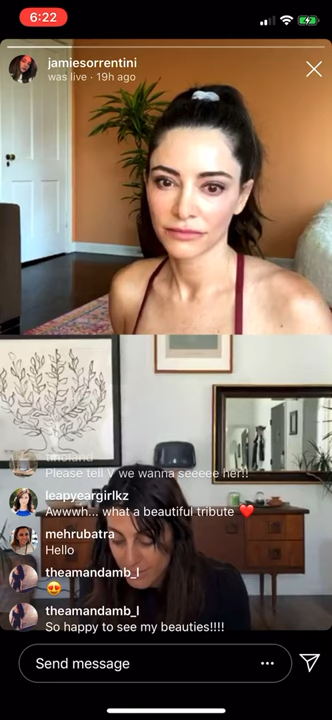 6:22
jamiesorrentini
was live · 19h ago
Please tell V we wanna seeeee her!!
leapyeargirlkz
Awwwh... what a beautiful tribute ❤️
mehrubatra
Hello
theamandamb_l
😍
theamandamb_l
So happy to see my beauties!!!!
Send message